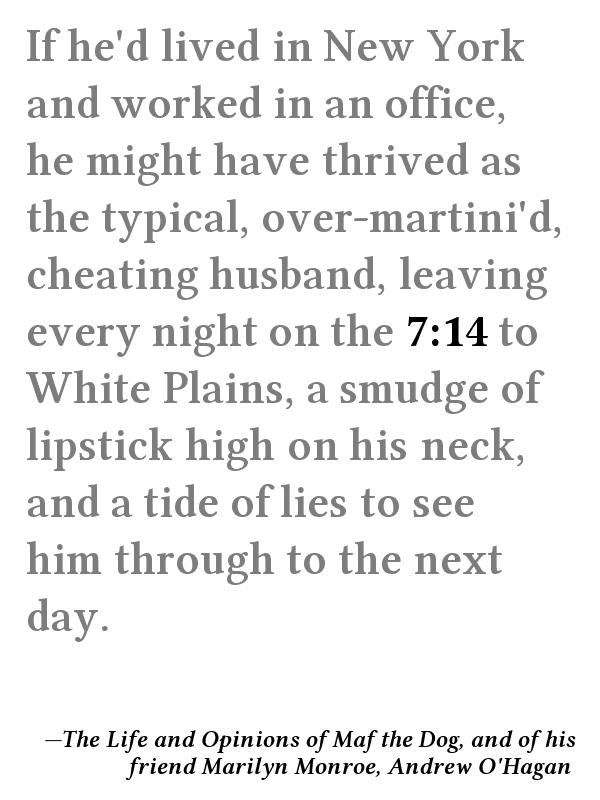 If he'd lived in New York
and worked in an office,
he might have thrived as
the typical, over-martini'd,
cheating husband, leaving
every night on the 7:14 to
White Plains, a smudge of
lipstick high on his neck,
and a tide of lies to see
him through to the next
day.
—The Life and Opinions of Maf the Dog, and of his
friend Marilyn Monroe, Andrew O'Hagan